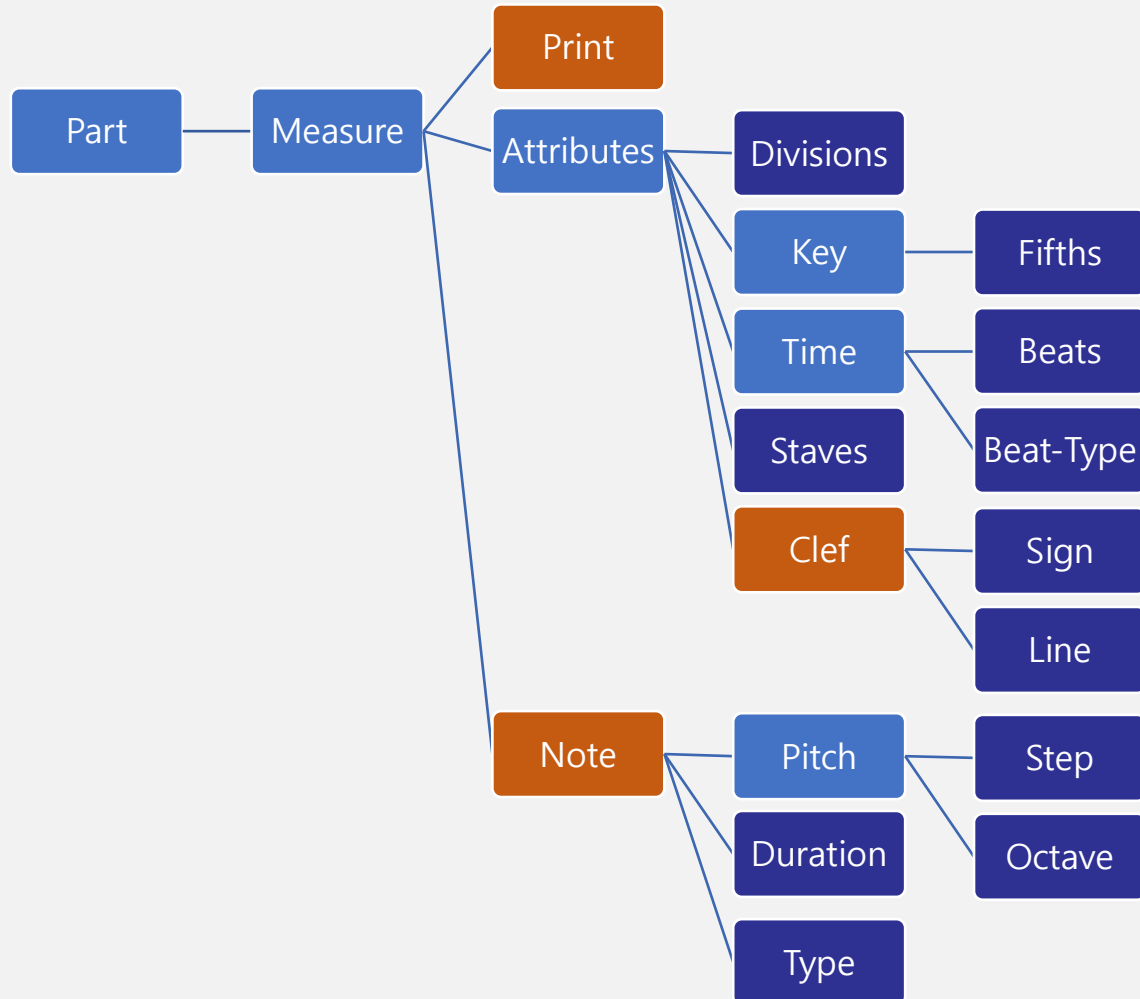 Print
Part
Measure
Attributes
Divisions
Key
Fifths
Time
Beats
Staves
Beat-Type
Clef
Sign
Line
Note
Pitch
Step
Duration
Octave
Type